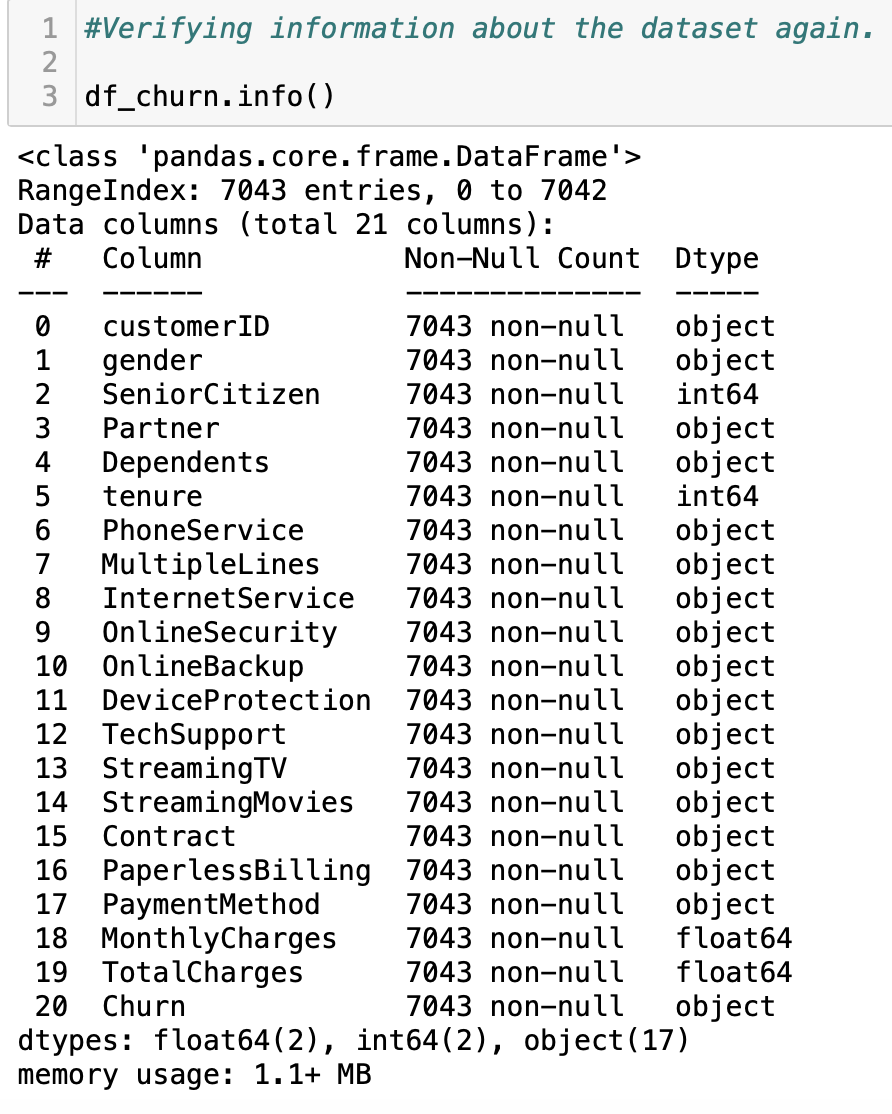 1 #Verifying information about the dataset again.
2
3 df_churn.info()
<class 'pandas.core.frame.DataFrame'>
RangeIndex: 7043 entries, 0 to 7042
Data columns (total 21 columns):
 #   Column            Non-Null Count  Dtype
---  ------            --------------  -----
 0   customerID        7043 non-null   object
 1   gender            7043 non-null   object
 2   SeniorCitizen     7043 non-null   int64
 3   Partner           7043 non-null   object
 4   Dependents        7043 non-null   object
 5   tenure            7043 non-null   int64
 6   PhoneService      7043 non-null   object
 7   MultipleLines     7043 non-null   object
 8   InternetService   7043 non-null   object
 9   OnlineSecurity    7043 non-null   object
 10  OnlineBackup      7043 non-null   object
 11  DeviceProtection  7043 non-null   object
 12  TechSupport       7043 non-null   object
 13  StreamingTV       7043 non-null   object
 14  StreamingMovies   7043 non-null   object
 15  Contract          7043 non-null   object
 16  PaperlessBilling  7043 non-null   object
 17  PaymentMethod     7043 non-null   object
 18  MonthlyCharges    7043 non-null   float64
 19  TotalCharges      7043 non-null   float64
 20  Churn             7043 non-null   object
dtypes: float64(2), int64(2), object(17)
memory usage: 1.1+ MB